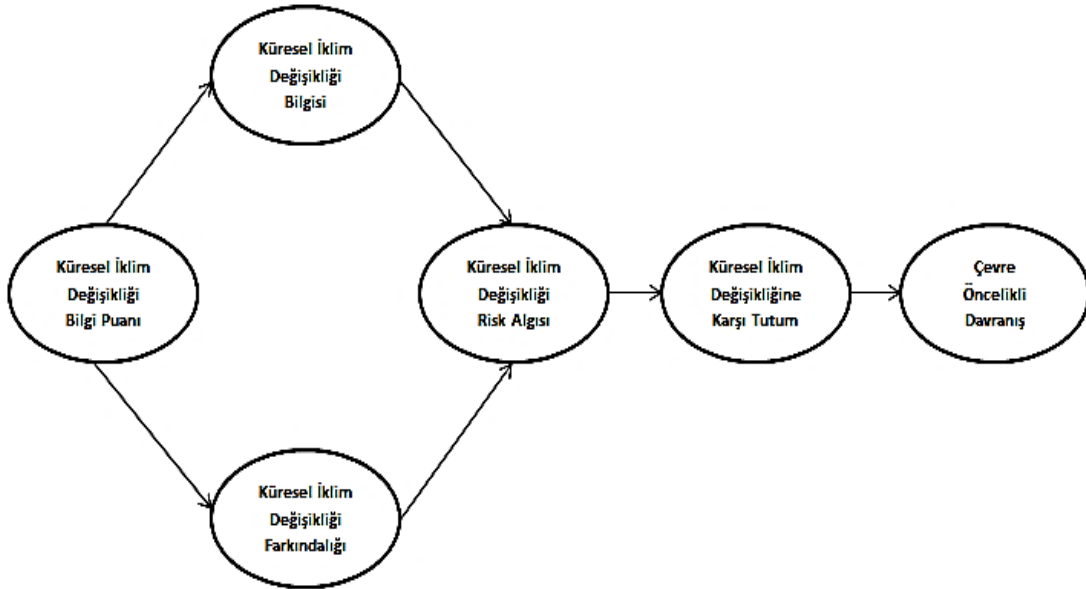 Küresel İklim
Değişikliği
Bilgisi
Küresel İklim
Değişikliği
Bilgi Puanı
Küresel İklim
Değişikliği
Risk Algısı
Küresel İklim
Değişikliğine
Karşı Tutum
Çevre
Öncelikli
Davranış
Küresel İklim
Değişikliği
Farkındalığı